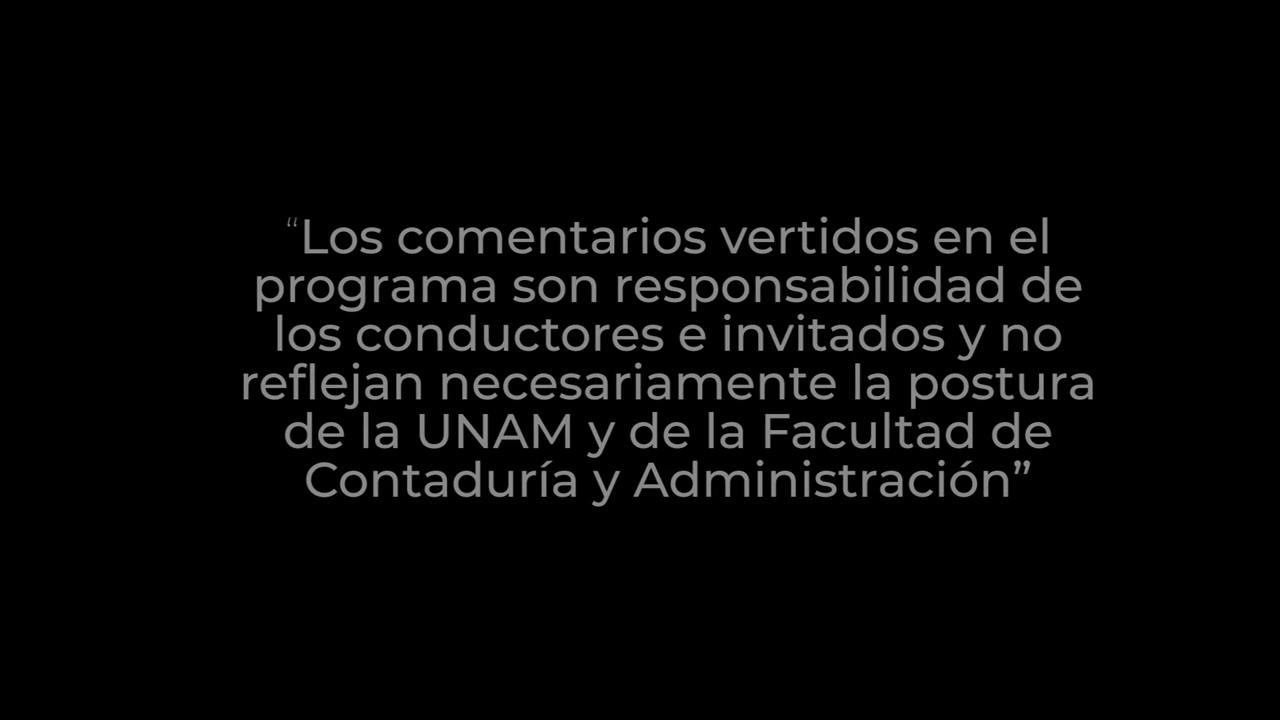 “Los comentarios vertidos en el
programa son responsabilidad de
los conductores e invitados y no
reflejan necesariamente la postura
de la UNAM y de la Facultad de
Contaduría y Administración”